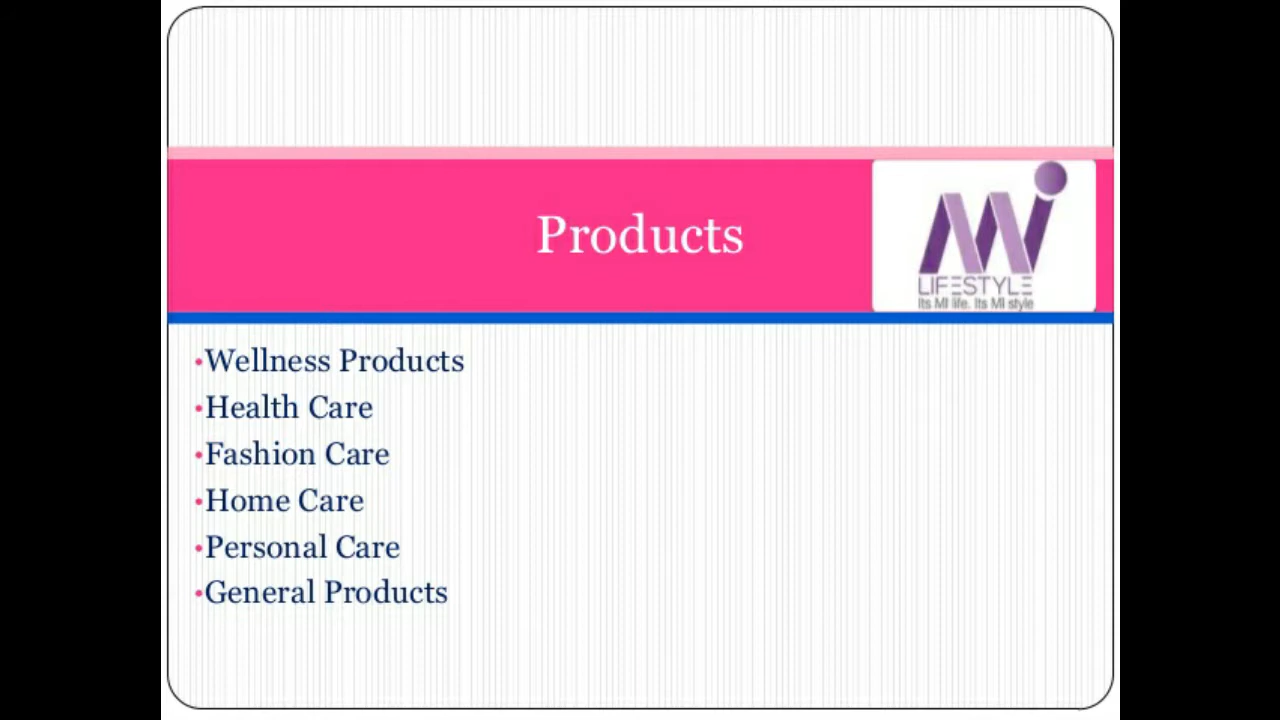 Products
MI
LIFESTYLE
Its MI life. Its MI style
•Wellness Products
•Health Care
•Fashion Care
•Home Care
•Personal Care
•General Products